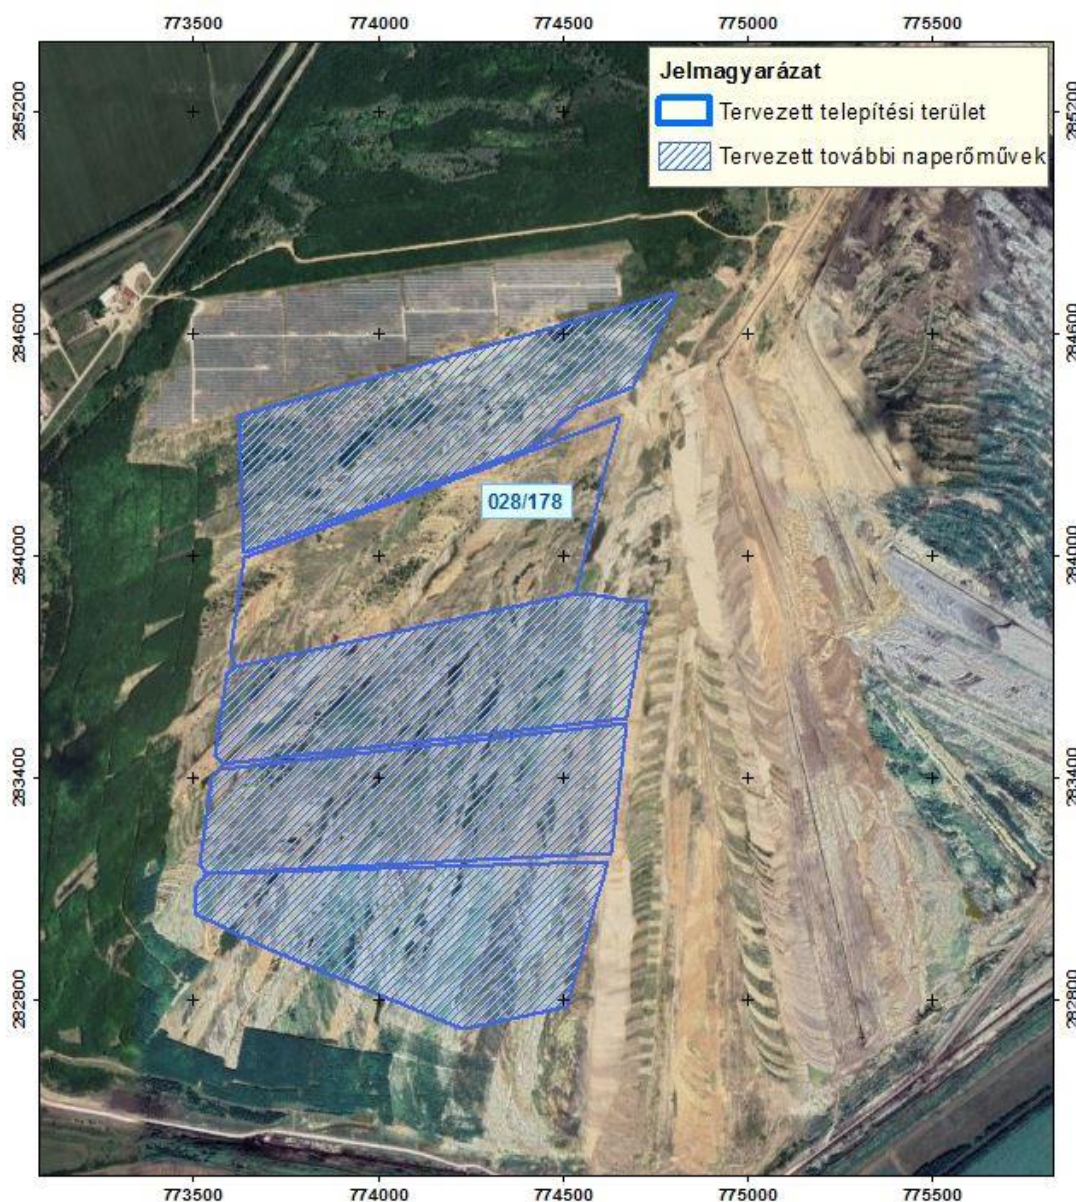 773500 774000 774500 775000 775500
Jelmagyarázat
Tervezett telepítési terület
Tervezett további naperőművek
285200 285200
284600 284600
028/178
284000 284000
283400 283400
282800 282800
773500 774000 774500 775000 775500